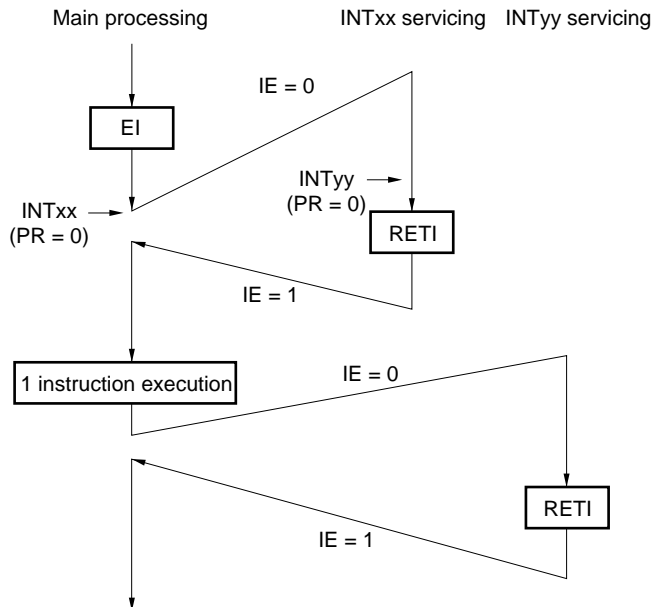 Main processing
INTxx servicing
INTyy servicing
IE = 0
EI
INTyy
(PR = 0)
INTxx
(PR = 0)
RETI
IE = 1
1 instruction execution
IE = 0
RETI
IE = 1